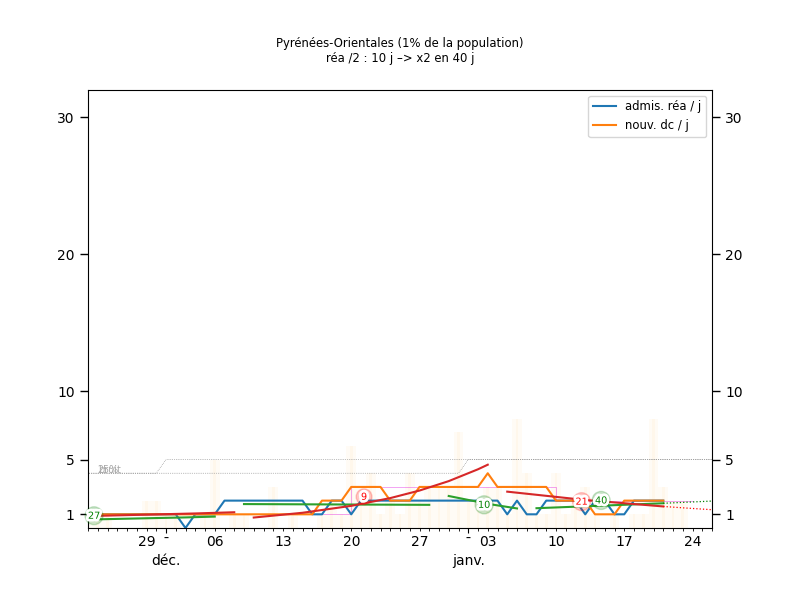 Pyrénées-Orientales (1% de la population)
réa /2 : 10 j –> x2 en 40 j
admis. réa / j
nouv. dc / j
30 30
20 20
10 10
5 5
1 1
27
9
10
21
40
29 - 06 13 20 27 - 03 10 17 24
déc. janv.